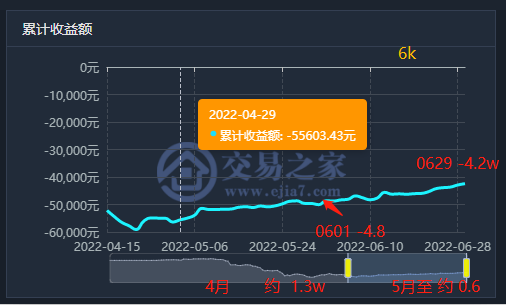 累计收益额
6k
0元
-10,000元
2022-04-29
累计收益额: -55603.43元
-20,000元
-30,000元
交易之家
0629 -4.2w
-40,000元
www.ejia7.com
-50,000元
0601 -4.8
-60,000元
2022-04-15 2022-05-06 2022-05-24 2022-06-10 2022-06-28
4月 约 1.3w 5月至 约 0.6